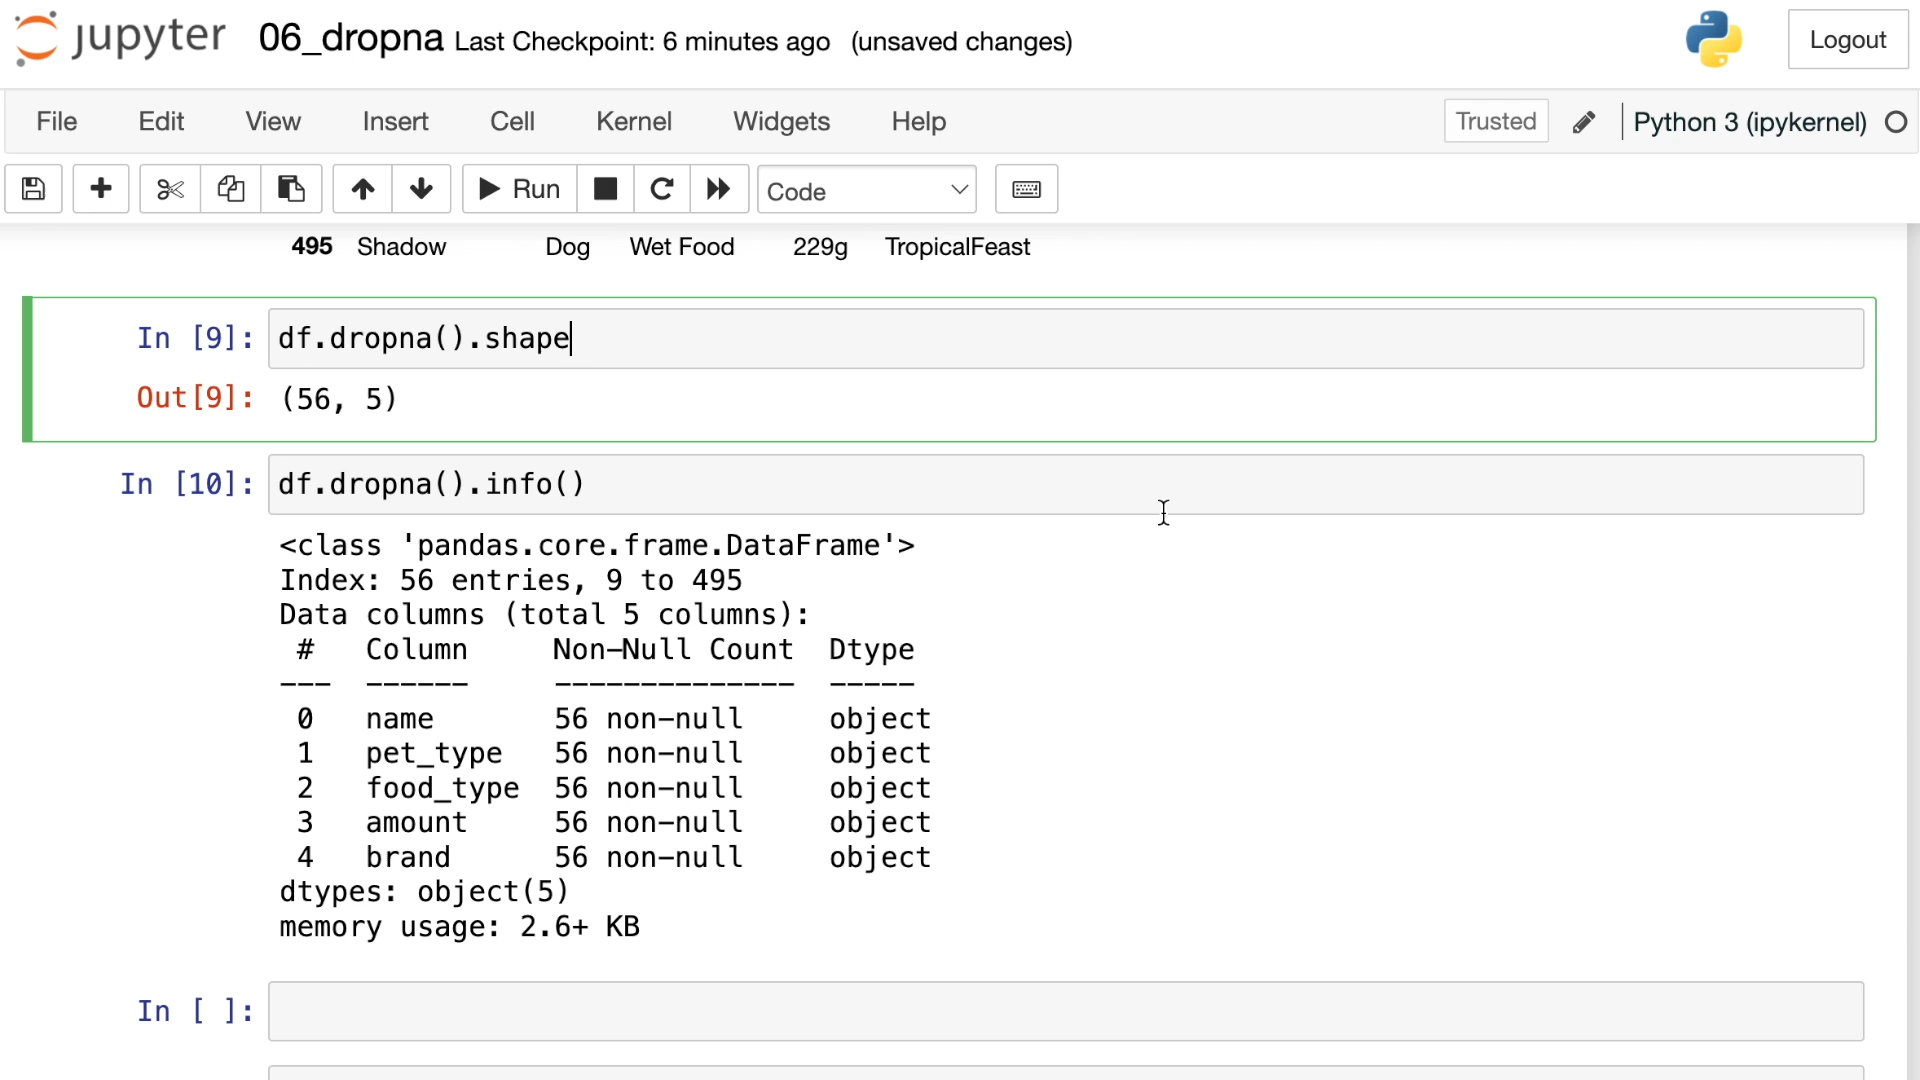 jupyter 06_dropna Last Checkpoint: 6 minutes ago (unsaved changes) Logout
File Edit View Insert Cell Kernel Widgets Help Trusted Python 3 (ipykernel)
Run Code
495 Shadow Dog Wet Food 229g TropicalFeast
In [9]: df.dropna().shape
Out[9]: (56, 5)
In [10]: df.dropna().info()
<class 'pandas.core.frame.DataFrame'>
Index: 56 entries, 9 to 495
Data columns (total 5 columns):
# Column Non-Null Count Dtype
--- ------ -------------- -----
0 name 56 non-null object
1 pet_type 56 non-null object
2 food_type 56 non-null object
3 amount 56 non-null object
4 brand 56 non-null object
dtypes: object(5)
memory usage: 2.6+ KB
In [ ]: